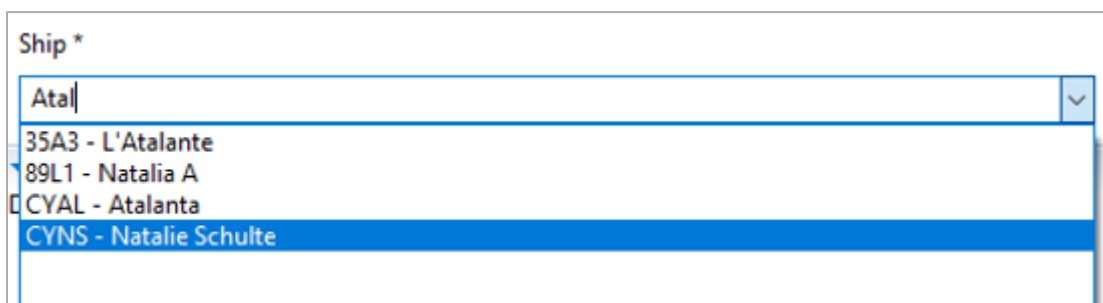 Ship *
Atal
35A3 - L'Atalante
89L1 - Natalia A
CYAL - Atalanta
CYNS - Natalie Schulte